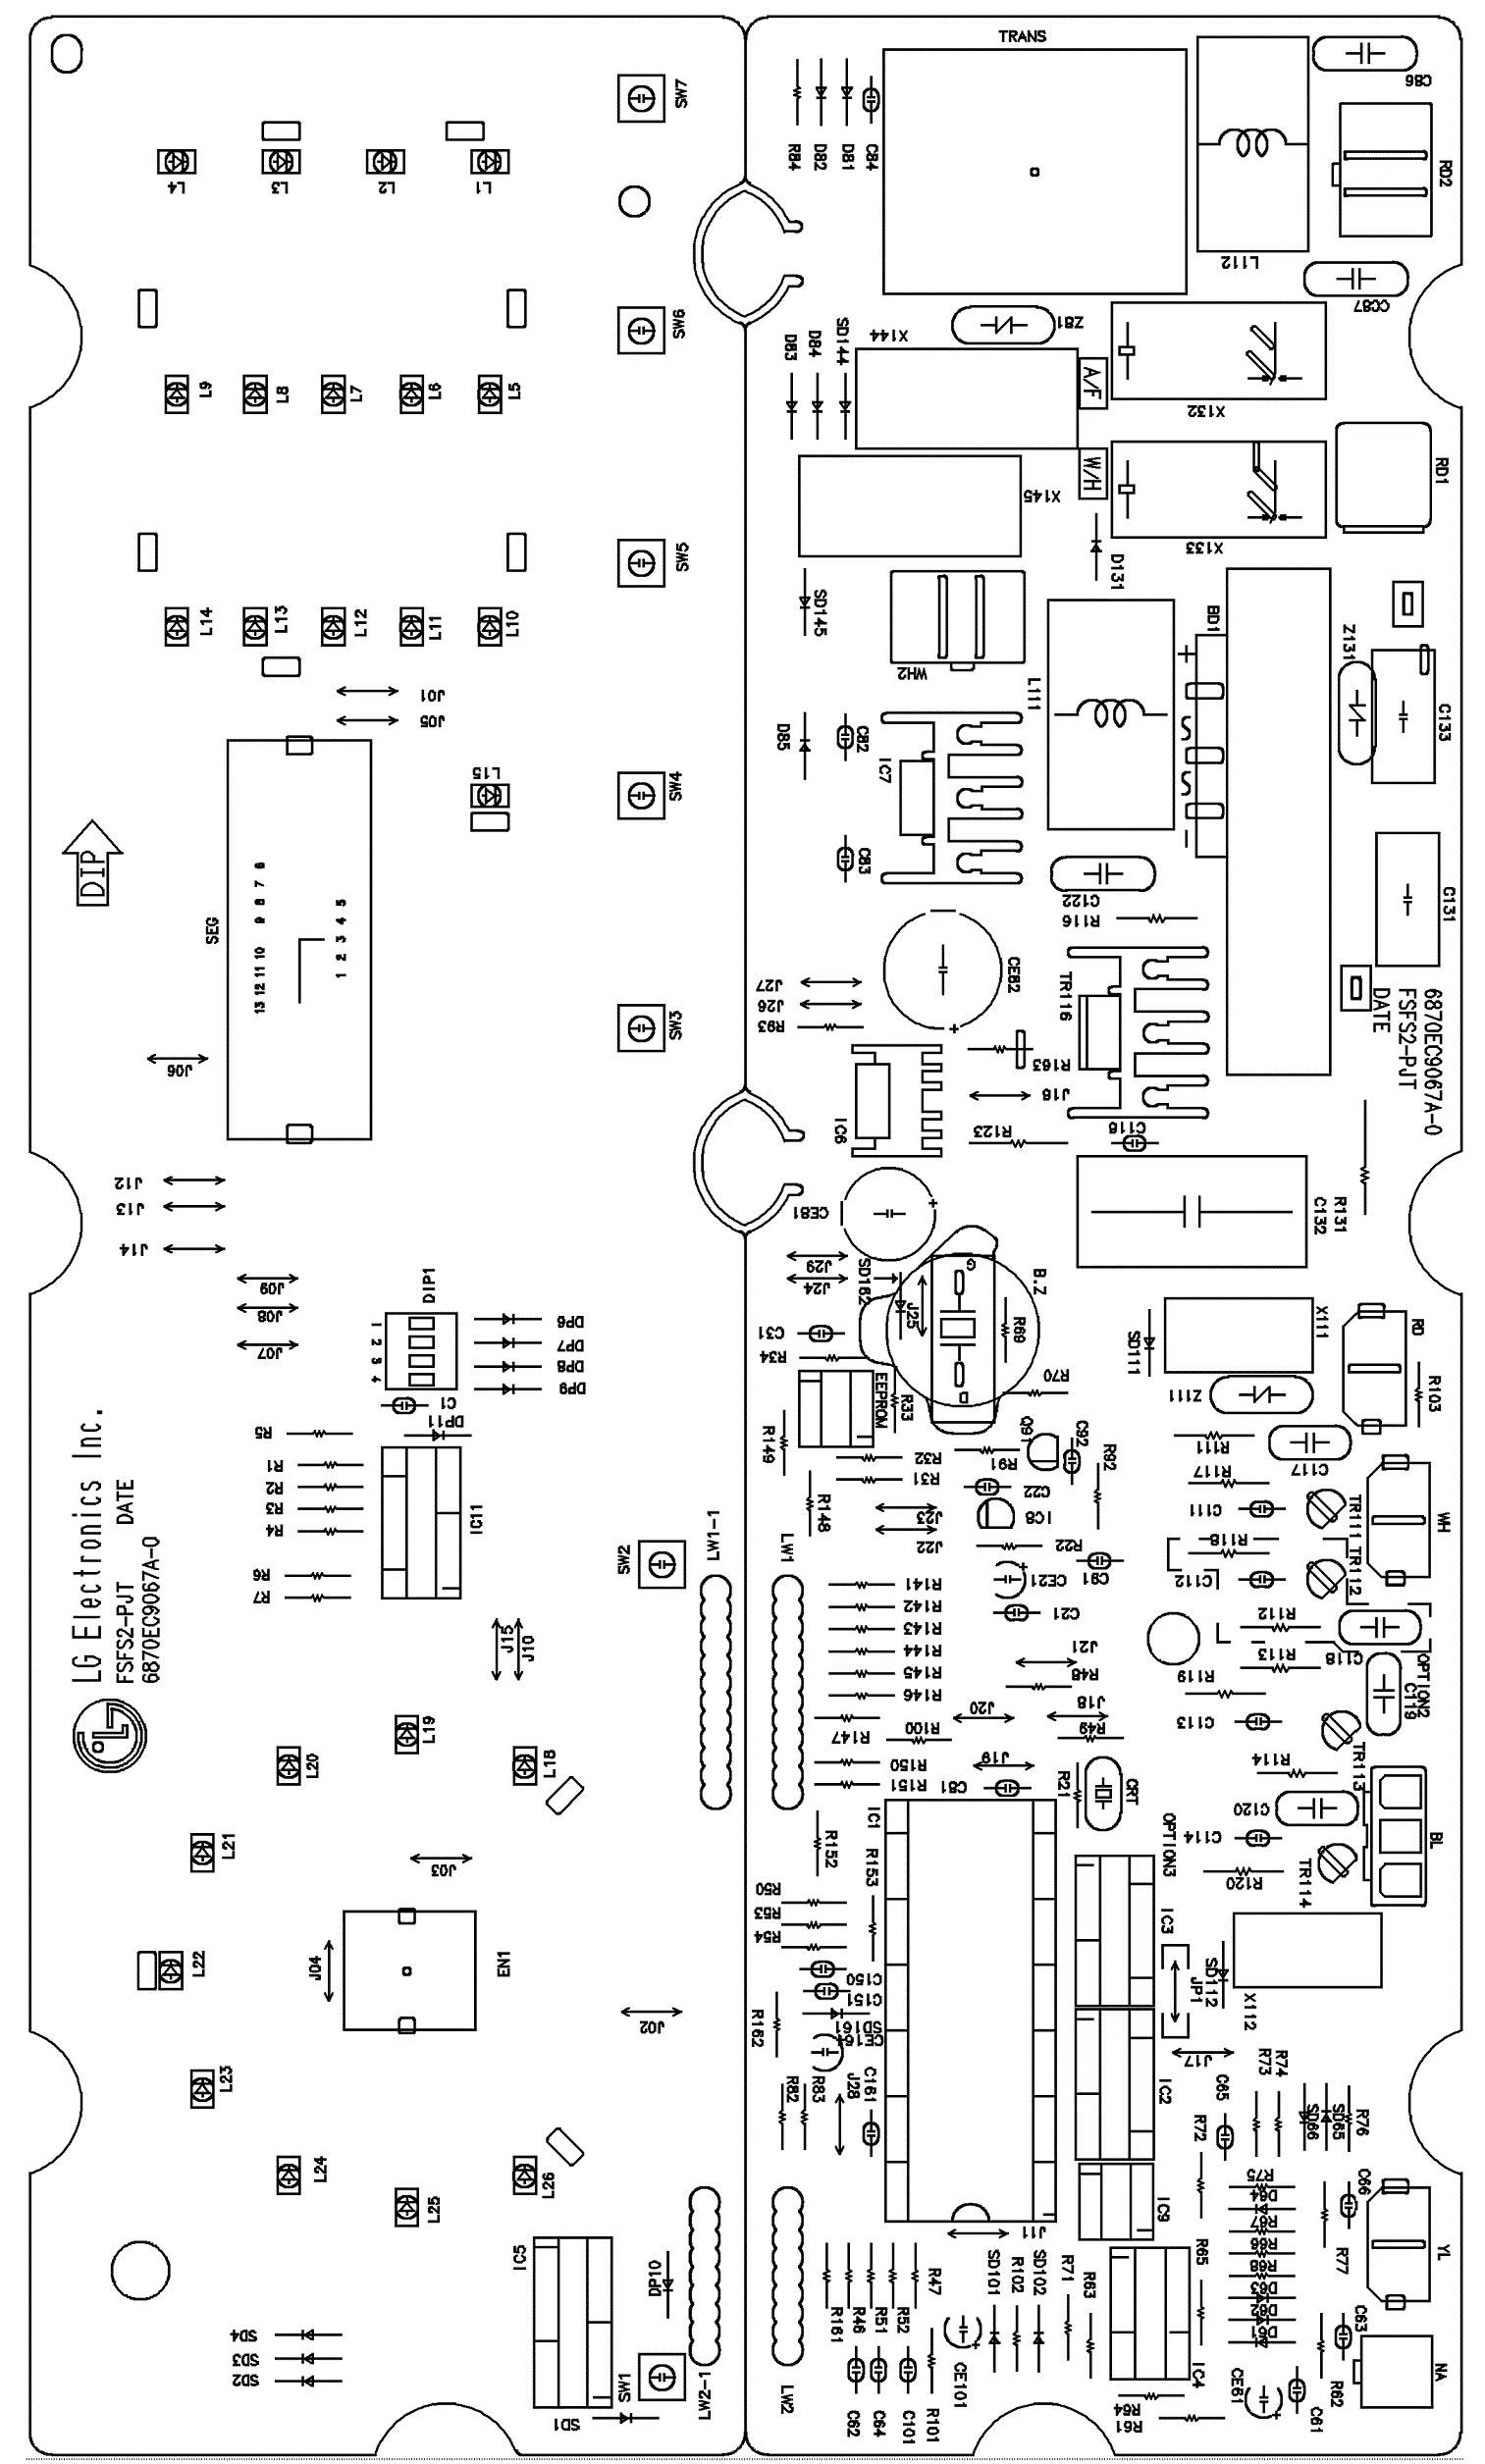 TRANS
C86
SW7
R84
D82
D81
C84
RD2
L4
L3
L2
L1
L112
CC87
SW6
D83
D84
SD144
X144
Z81
A/F
X132
L9
L8
L7
L6
L5
W/H
RD1
X145
X133
SW5
D131
SD145
L14
L13
L12
L11
L10
BD1
Z131
WH2
L111
J01
J05
D85
C82
C133
+
S
S
-
L15
IC7
SW4
C83
DIP
C122
C131
SEG
6
7
8
9
10
11
12
13
5
4
3
2
1
R116
J27
J26
R93
CE82
TR116
SW3
R163
J16
J06
6870EC9067A-0
FSFS2-PJT
DATE
IC6
R123
C116
J12
J13
J14
CE81
R131
C132
J29
J24
SD162
G
B.Z
J09
J08
J07
DIP1
1
2
3
4
DP6
DP7
DP8
DP9
J25
R69
C31
R34
D
SD111
X111
RD
R70
Z111
R103
EEPROM
R33
C1
DP11
R5
R1
R2
R3
R4
R6
R7
IC11
R149
R32
R31
R148
Q91
C92
R92
R91
C22
IC8
J23
J22
R22
R111
C117
R117
C111
TR111
R118
C112
TR112
WH
LG Electronics Inc.
FSFS2-PJT
DATE
6870EC9067A-0
SW2
LW1-1
LW1
C91
CE21
C21
R141
R142
R143
R144
R145
R146
R147
R100
R150
R151
J15
J10
R112
R113
C118
OPTION2
J21
R48
J18
J20
R49
J19
R119
C119
C113
TR113
R114
L19
L20
L18
C81
R21
CRT
IC1
OPTION3
C120
C114
BL
R120
TR114
L21
J03
R152
R153
R50
R53
R54
IC3
L22
J04
EN1
C150
C151
SD161
CE161
R162
JP1
SD112
X112
J02
J17
L23
R82
R83
J28
C161
IC2
C65
R73
R74
R72
SD66
SD65
R76
L24
L25
L26
R75
D64
R67
R66
R68
D63
D62
D61
C66
IC9
R77
YL
J11
IC5
DP10
R47
SD101
R102
SD102
R71
R63
R65
R161
R46
R51
R52
SD4
SD3
SD2
CE101
C63
IC4
NA
SW1
LW2-1
LW2
SD1
C62
C64
C101
R101
R64
R61
CE61
C61
R62